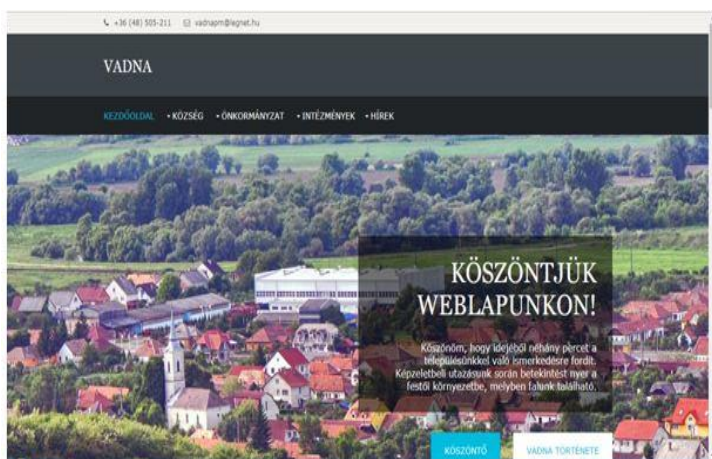 +36 (48) 505-211 vadnapm@legnet.hu
VADNA
KEZDŐOLDAL • KÖZSÉG • ÖNKORMÁNYZAT • INTÉZMÉNYEK • HÍREK
KÖSZÖNTJÜK
WEBLAPUNKON!
Köszönöm, hogy idejéből néhány percet a
településünkkel való ismerkedésre fordít.
Képzeletbeli utazásunk során betekintést nyer a
festői környezetbe, melyben falunk található.
KÖSZÖNTŐ VADNA TÖRTÉNETE